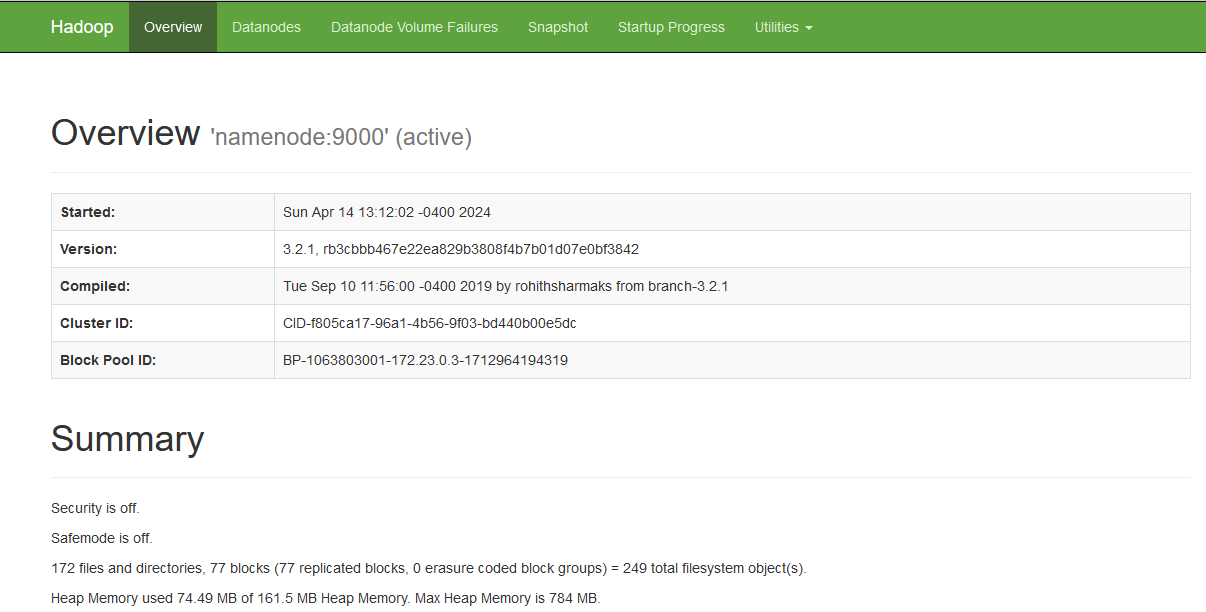 Hadoop Overview Datanodes Datanode Volume Failures Snapshot Startup Progress Utilities
Overview 'namenode:9000' (active)
Started: Sun Apr 14 13:12:02 -0400 2024
Version: 3.2.1, rb3cbbb467e22ea829b3808f4b7b01d07e0bf3842
Compiled: Tue Sep 10 11:56:00 -0400 2019 by rohithsharmaks from branch-3.2.1
Cluster ID: CID-f805ca17-96a1-4b56-9f03-bd440b00e5dc
Block Pool ID: BP-1063803001-172.23.0.3-1712964194319
Summary
Security is off.
Safemode is off.
172 files and directories, 77 blocks (77 replicated blocks, 0 erasure coded block groups) = 249 total filesystem object(s).
Heap Memory used 74.49 MB of 161.5 MB Heap Memory. Max Heap Memory is 784 MB.